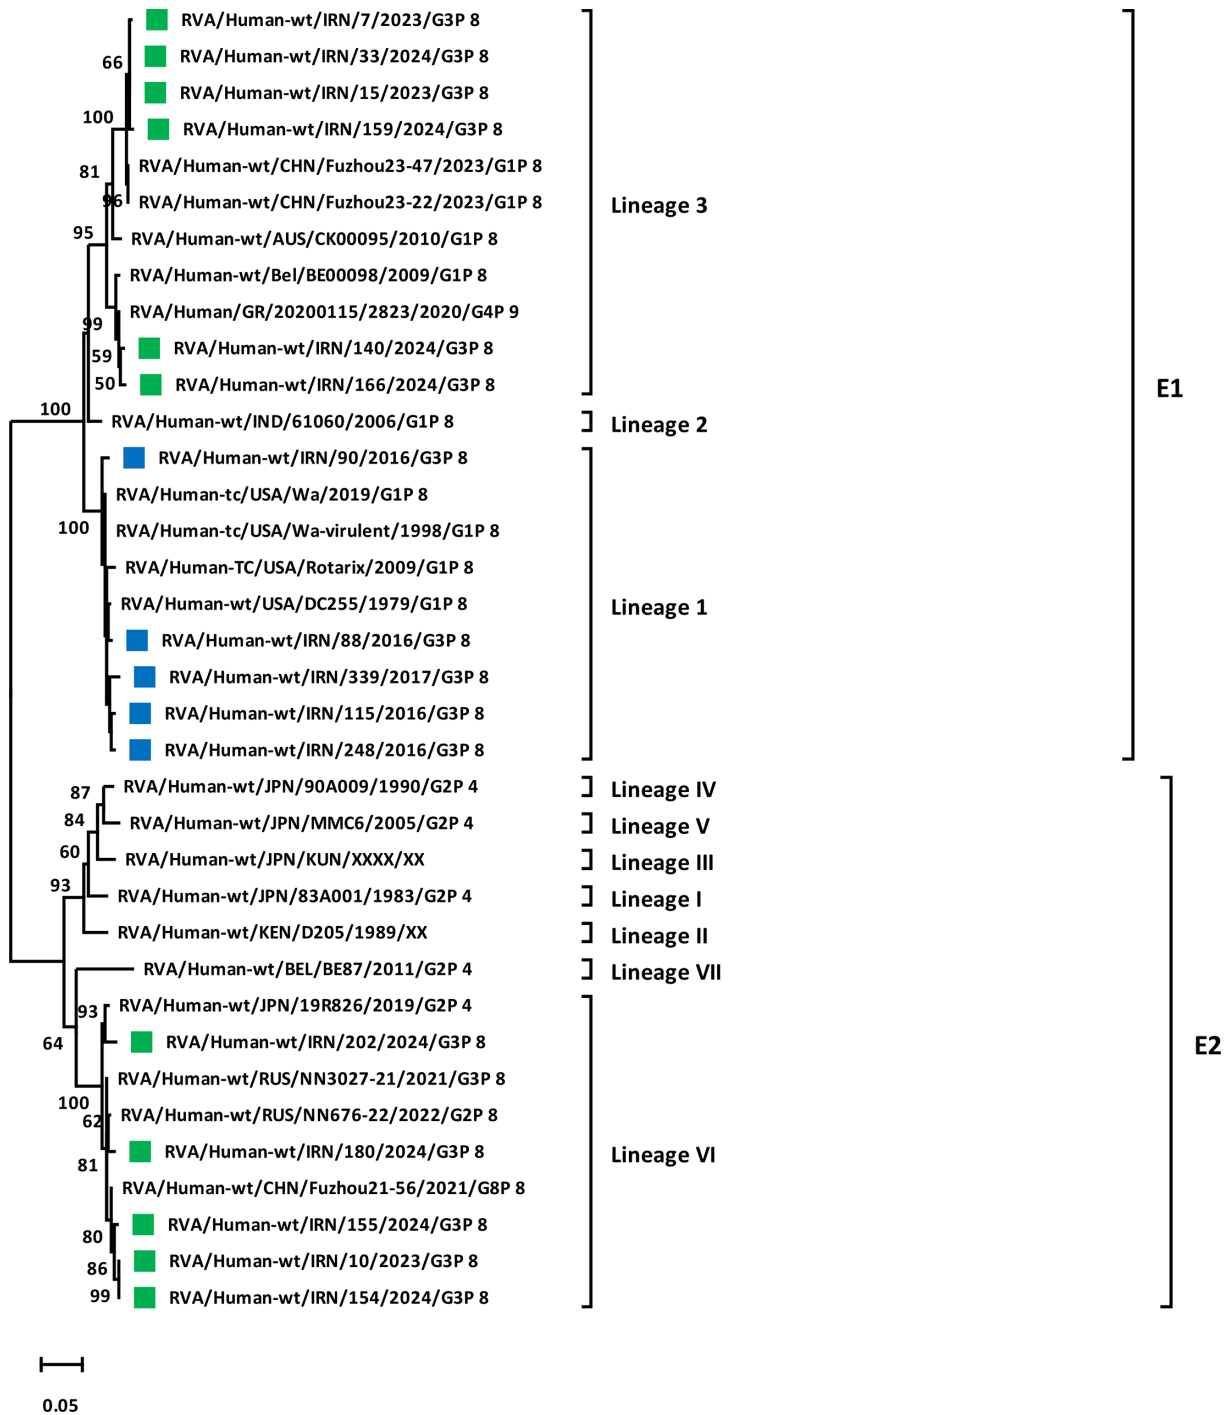 RVA/Human-wt/IRN/7/2023/G3P 8
66
RVA/Human-wt/IRN/33/2024/G3P 8
RVA/Human-wt/IRN/15/2023/G3P 8
100
RVA/Human-wt/IRN/159/2024/G3P 8
81
RVA/Human-wt/CHN/Fuzhou23-47/2023/G1P 8
96
RVA/Human-wt/CHN/Fuzhou23-22/2023/G1P 8
Lineage 3
95
RVA/Human-wt/AUS/CK00095/2010/G1P 8
RVA/Human-wt/Bel/BE00098/2009/G1P 8
99
RVA/Human/GR/20200115/2823/2020/G4P 9
59
RVA/Human-wt/IRN/140/2024/G3P 8
50
RVA/Human-wt/IRN/166/2024/G3P 8
E1
100
RVA/Human-wt/IND/61060/2006/G1P 8
Lineage 2
RVA/Human-wt/IRN/90/2016/G3P 8
RVA/Human-tc/USA/Wa/2019/G1P 8
100
RVA/Human-tc/USA/Wa-virulent/1998/G1P 8
RVA/Human-TC/USA/Rotarix/2009/G1P 8
RVA/Human-wt/USA/DC255/1979/G1P 8
Lineage 1
RVA/Human-wt/IRN/88/2016/G3P 8
RVA/Human-wt/IRN/339/2017/G3P 8
RVA/Human-wt/IRN/115/2016/G3P 8
RVA/Human-wt/IRN/248/2016/G3P 8
87
RVA/Human-wt/JPN/90A009/1990/G2P 4
Lineage IV
84
RVA/Human-wt/JPN/MMC6/2005/G2P 4
Lineage V
60
RVA/Human-wt/JPN/KUN/XXXX/XX
Lineage III
93
RVA/Human-wt/JPN/83A001/1983/G2P 4
Lineage I
RVA/Human-wt/KEN/D205/1989/XX
Lineage II
RVA/Human-wt/BEL/BE87/2011/G2P 4
Lineage VII
93
RVA/Human-wt/JPN/19R826/2019/G2P 4
64
RVA/Human-wt/IRN/202/2024/G3P 8
E2
RVA/Human-wt/RUS/NN3027-21/2021/G3P 8
100
62
RVA/Human-wt/RUS/NN676-22/2022/G2P 8
81
RVA/Human-wt/IRN/180/2024/G3P 8
Lineage VI
RVA/Human-wt/CHN/Fuzhou21-56/2021/G8P 8
80
RVA/Human-wt/IRN/155/2024/G3P 8
86
RVA/Human-wt/IRN/10/2023/G3P 8
99
RVA/Human-wt/IRN/154/2024/G3P 8
0.05